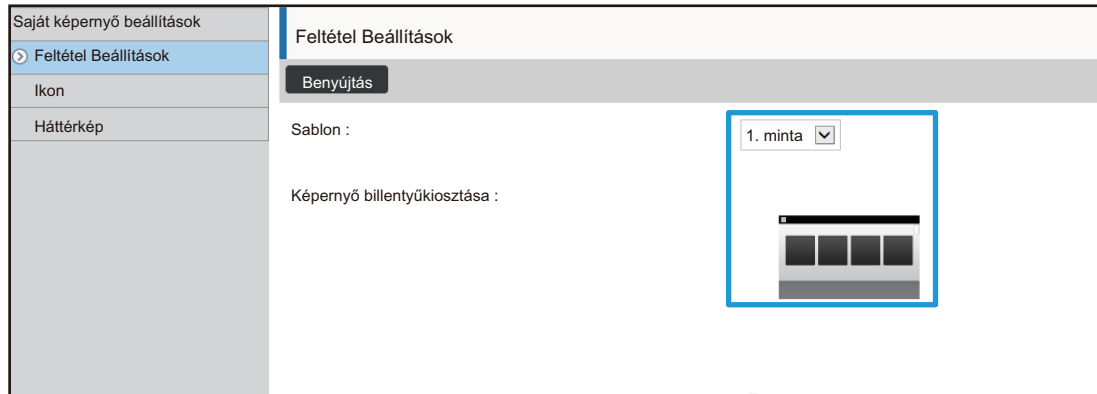 Saját képernyő beállítások
Feltétel Beállítások
Ikon
Háttérkép
Feltétel Beállítások
Benyújtás
Sablon :
1. minta
Képernyő billentyűkiosztása :